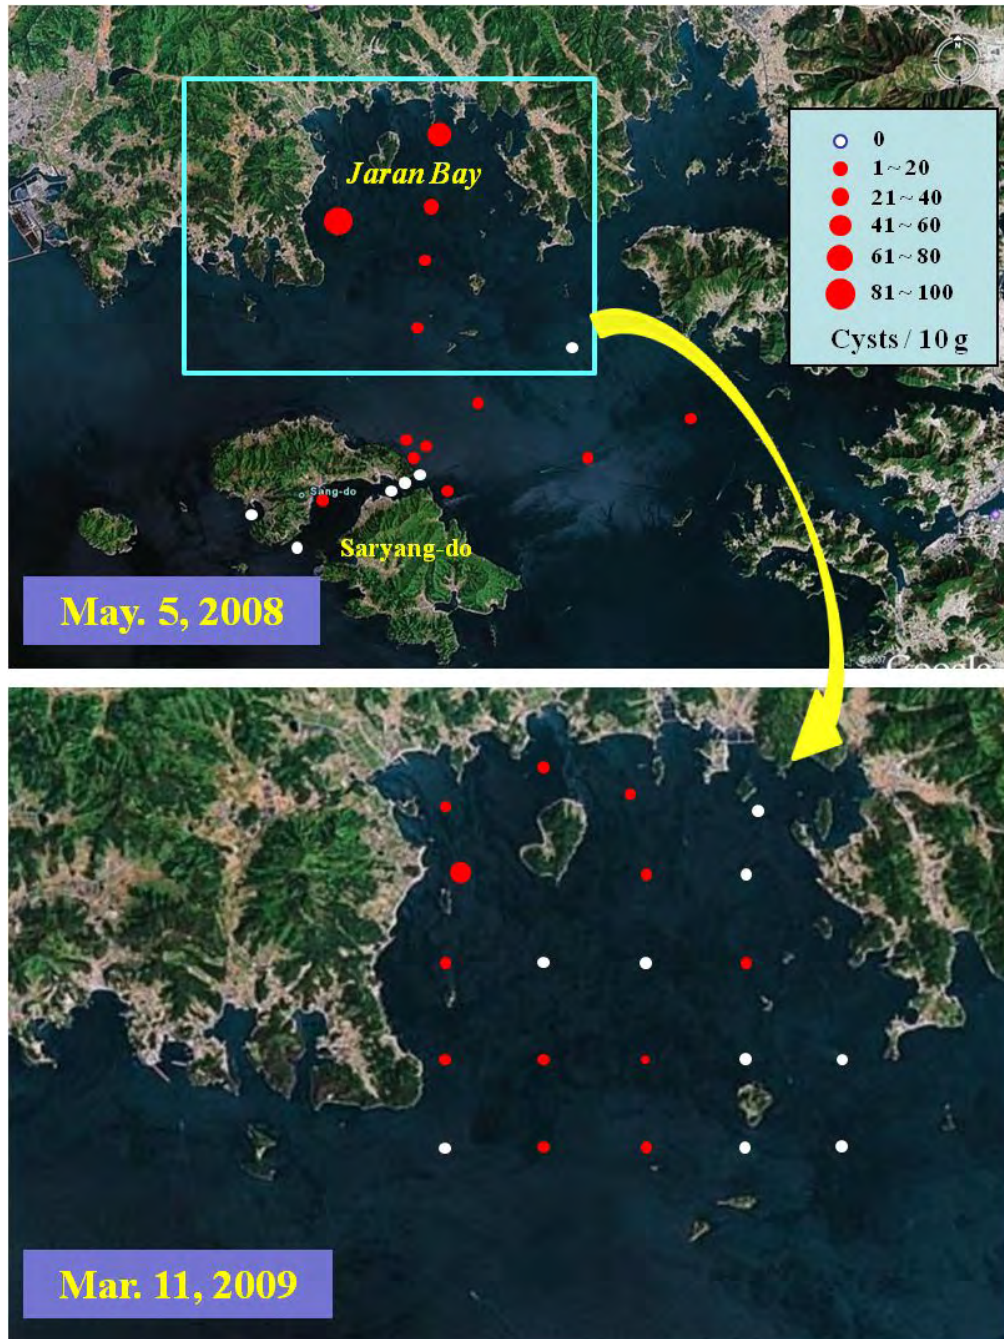 N
Jaran Bay
0
1 ~ 20
21 ~ 40
41 ~ 60
61 ~ 80
81 ~ 100
Cysts / 10 g
Sang-do
Saryang-do
May. 5, 2008
Google
Mar. 11, 2009